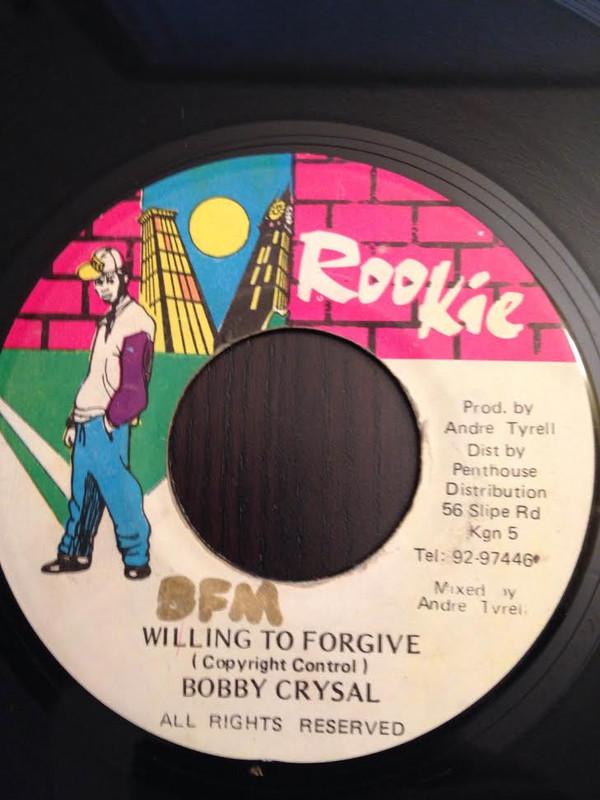 Rookie
Prod. by
Andre Tyrell
Dist by
Penthouse
Distribution
56 Slipe Rd
Kgn 5
Tel: 92-97446
Mixed by
Andre Tyrell
BFM
WILLING TO FORGIVE
(Copyright Control)
BOBBY CRYSAL
ALL RIGHTS RESERVED